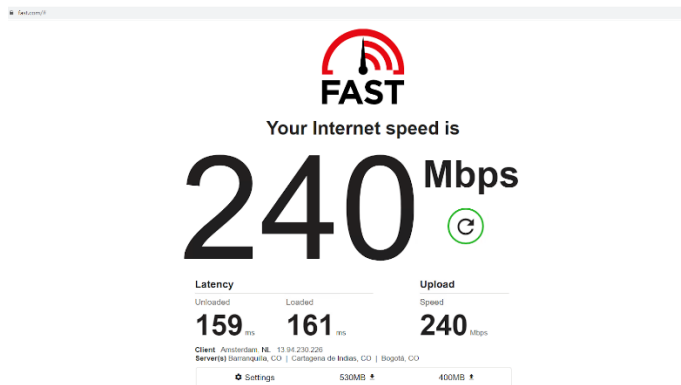 fast.com/#
FAST
Your Internet speed is
240 Mbps
Latency
Upload
Unloaded
Loaded
Speed
159 ms
161 ms
240 Mbps
Client Amsterdam, NL 13.94.230.226
Server(s) Barranquilla, CO | Cartagena de Indias, CO | Bogotá, CO
Settings
530MB
400MB